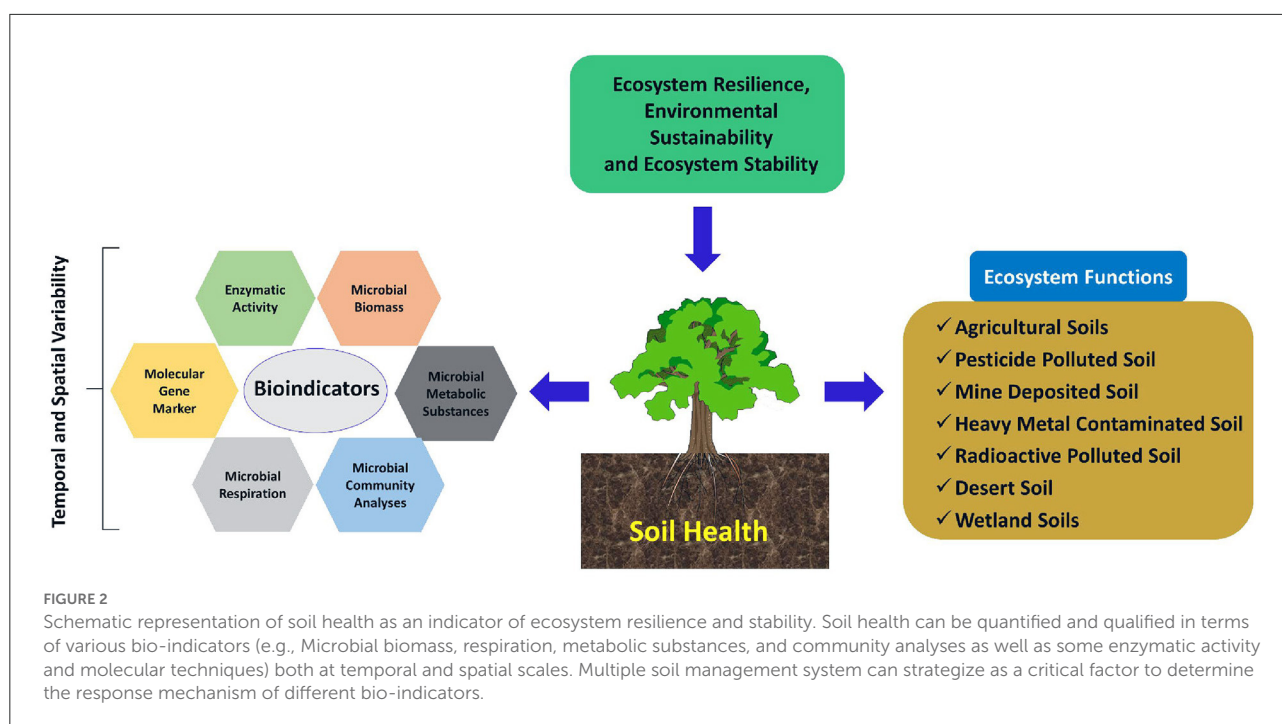 Ecosystem Resilience,
Environmental
Sustainability
and Ecosystem Stability
Temporal and Spatial Variability
Enzymatic
Activity
Microbial
Biomass
Molecular
Gene
Marker
Bioindicators
Microbial
Metabolic
Substances
Microbial
Respiration
Microbial
Community
Analyses
Soil Health
Ecosystem Functions
✓ Agricultural Soils
✓ Pesticide Polluted Soil
✓ Mine Deposited Soil
✓ Heavy Metal Contaminated Soil
✓ Radioactive Polluted Soil
✓ Desert Soil
✓ Wetland Soils
FIGURE 2
Schematic representation of soil health as an indicator of ecosystem resilience and stability. Soil health can be quantified and qualified in terms
of various bio-indicators (e.g., Microbial biomass, respiration, metabolic substances, and community analyses as well as some enzymatic activity
and molecular techniques) both at temporal and spatial scales. Multiple soil management system can strategize as a critical factor to determine
the response mechanism of different bio-indicators.